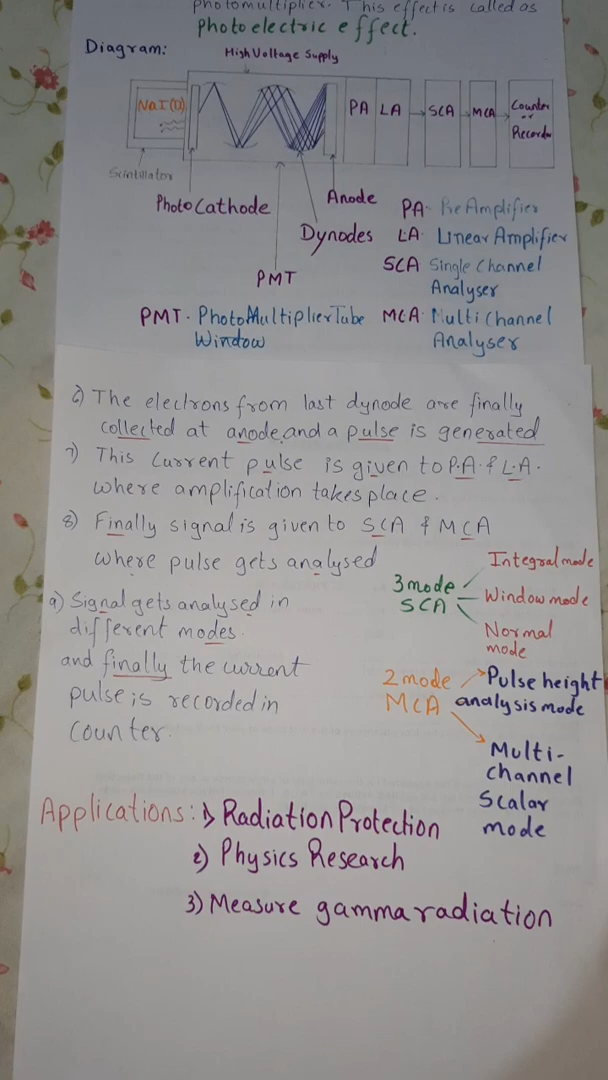 photomultiplier. This effect is called as
Photoelectric effect.
Diagram:
High Voltage Supply
PA LA SCA MCA Counter
or
Recorder
Scintillator
Photo Cathode
Anode
Dynodes
PMT
PA- Pre Amplifier
LA- Linear Amplifier
SCA Single Channel
Analyser
PMT- PhotoMultiplierTube
Window
MCA- Multi Channel
Analyser
6) The electrons from last dynode are finally
collected at anode and a pulse is generated
7) This current pulse is given to P.A. & L.A.
where amplification takes place.
8) Finally signal is given to SCA & MCA
where pulse gets analysed
9) Signal gets analysed in
different modes.
and finally the current
pulse is recorded in
counter.
3 mode
SCA
Integral mode
Window mode
Normal
mode
2 mode
MCA
Pulse height
analysis mode
Multi-
channel
Scalar
mode
Applications: 1) Radiation Protection
2) Physics Research
3) Measure gamma radiation